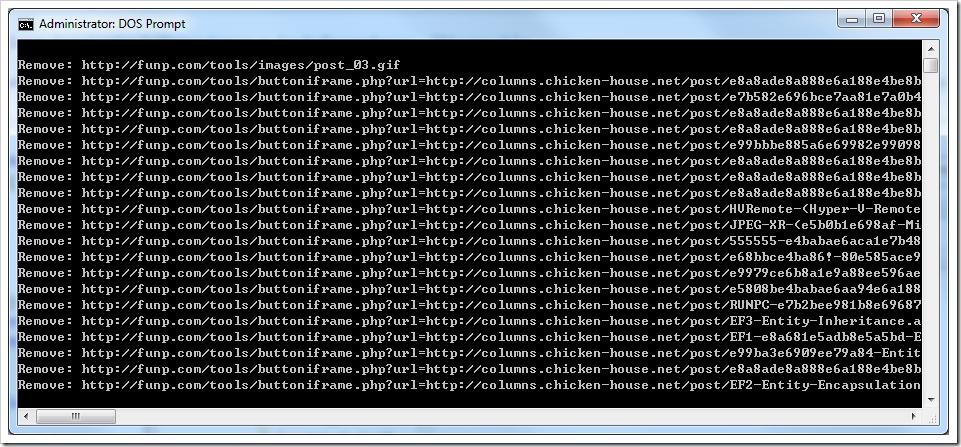 Administrator: DOS Prompt
Remove: http://funp.com/tools/images/post_03.gif
Remove: http://funp.com/tools/buttoniframe.php?url=http://columns.chicken-house.net/post/e8a8ade8a888e6a188e4be8b
Remove: http://funp.com/tools/buttoniframe.php?url=http://columns.chicken-house.net/post/e7b582e696bce7aa81e7a0b4
Remove: http://funp.com/tools/buttoniframe.php?url=http://columns.chicken-house.net/post/e8a8ade8a888e6a188e4be8b
Remove: http://funp.com/tools/buttoniframe.php?url=http://columns.chicken-house.net/post/e8a8ade8a888e6a188e4be8b
Remove: http://funp.com/tools/buttoniframe.php?url=http://columns.chicken-house.net/post/e99bbbe885a6e69982e99098
Remove: http://funp.com/tools/buttoniframe.php?url=http://columns.chicken-house.net/post/e8a8ade8a888e6a188e4be8b
Remove: http://funp.com/tools/buttoniframe.php?url=http://columns.chicken-house.net/post/e8a8ade8a888e6a188e4be8b
Remove: http://funp.com/tools/buttoniframe.php?url=http://columns.chicken-house.net/post/e8a8ade8a888e6a188e4be8b
Remove: http://funp.com/tools/buttoniframe.php?url=http://columns.chicken-house.net/post/HVRemote-(Hyper-V-Remote
Remove: http://funp.com/tools/buttoniframe.php?url=http://columns.chicken-house.net/post/JPEG-XR-(e5b0b1e698af-Mi
Remove: http://funp.com/tools/buttoniframe.php?url=http://columns.chicken-house.net/post/555555-e4babae6aca1e7b48
Remove: http://funp.com/tools/buttoniframe.php?url=http://columns.chicken-house.net/post/e68bbce4ba86!-80e585ace9
Remove: http://funp.com/tools/buttoniframe.php?url=http://columns.chicken-house.net/post/e9979ce6b8a1e9a88ee596ae
Remove: http://funp.com/tools/buttoniframe.php?url=http://columns.chicken-house.net/post/e5808be4babae6aa94e6a188
Remove: http://funp.com/tools/buttoniframe.php?url=http://columns.chicken-house.net/post/RUNPC-e7b2bee981b8e69687
Remove: http://funp.com/tools/buttoniframe.php?url=http://columns.chicken-house.net/post/EF3-Entity-Inheritance.a
Remove: http://funp.com/tools/buttoniframe.php?url=http://columns.chicken-house.net/post/EF1-e8a681e5adb8e5a5bd-E
Remove: http://funp.com/tools/buttoniframe.php?url=http://columns.chicken-house.net/post/e99ba3e6909ee79a84-Entit
Remove: http://funp.com/tools/buttoniframe.php?url=http://columns.chicken-house.net/post/e8a8ade8a888e6a188e4be8b
Remove: http://funp.com/tools/buttoniframe.php?url=http://columns.chicken-house.net/post/EF2-Entity-Encapsulation